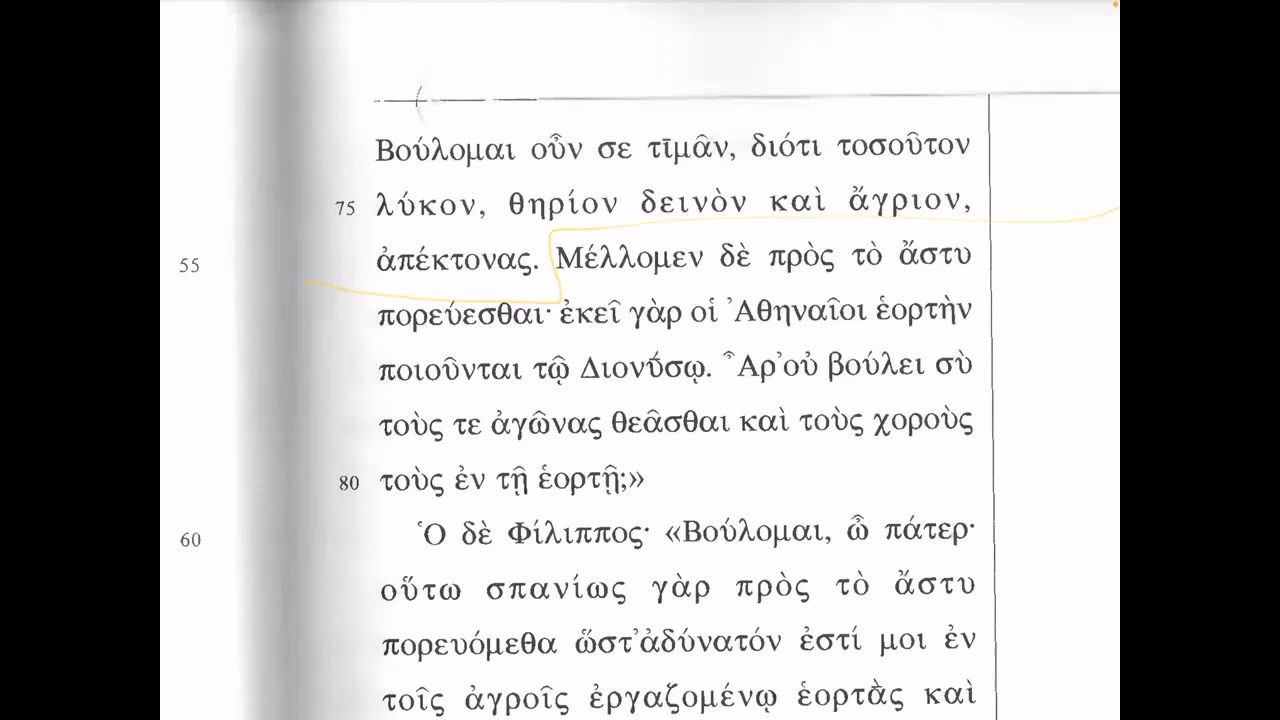 Βούλομαι οὖν σε τῑμᾶν, διότι τοσοῦτον
75 λύκον, θηρίον δεινὸν καὶ ἄγριον,
55 ἀπέκτονας. Μέλλομεν δὲ πρὸς τὸ ἄστυ
πορεύεσθαι· ἐκεῖ γὰρ οἱ Ἀθηναῖοι ἑορτὴν
ποιοῦνται τῷ Διονῡ́σῳ. Ἆρ’οὐ βούλει σὺ
τούς τε ἀγῶνας θεᾶσθαι καὶ τοὺς χοροὺς
80 τοὺς ἐν τῇ ἑορτῇ;»
60 Ὁ δὲ Φίλιππος· «Βούλομαι, ὦ πάτερ·
οὕτω σπανίως γὰρ πρὸς τὸ ἄστυ
πορευόμεθα ὥστ’ἀδύνατόν ἐστί μοι ἐν
τοῖς ἀγροῖς ἐργαζομένῳ ἑορτᾱ̀ς καὶ